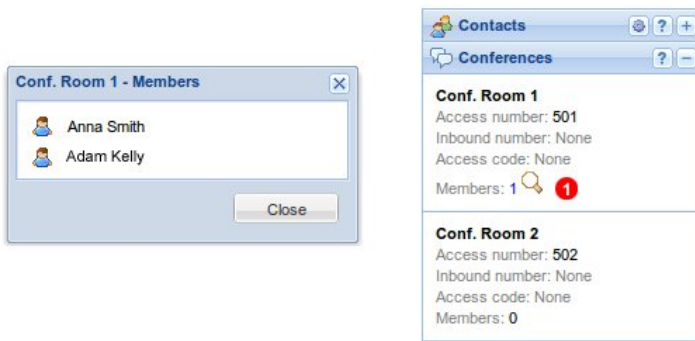 Conf. Room 1 - Members
Anna Smith
Adam Kelly
Close
Contacts
?
+
Conferences
?
-
Conf. Room 1
Access number: 501
Inbound number: None
Access code: None
Members: 1
1
Conf. Room 2
Access number: 502
Inbound number: None
Access code: None
Members: 0